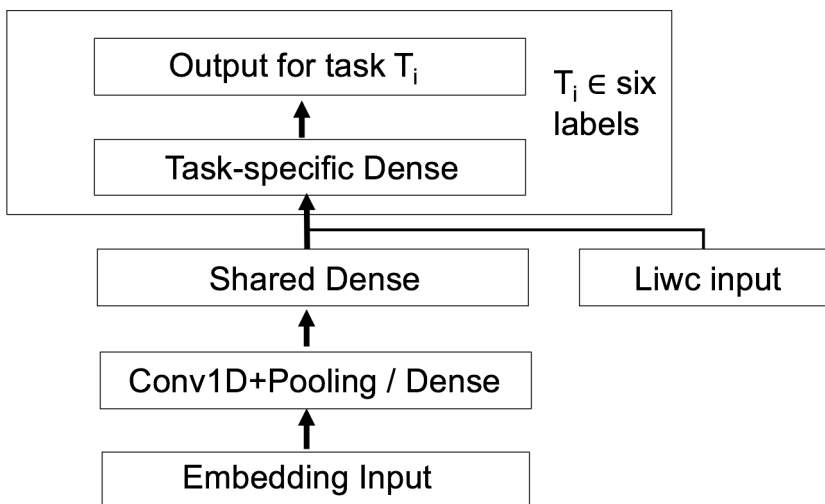 Output for task Tᵢ
Tᵢ ∈ six
labels
Task-specific Dense
Shared Dense
Liwc input
Conv1D+Pooling / Dense
Embedding Input